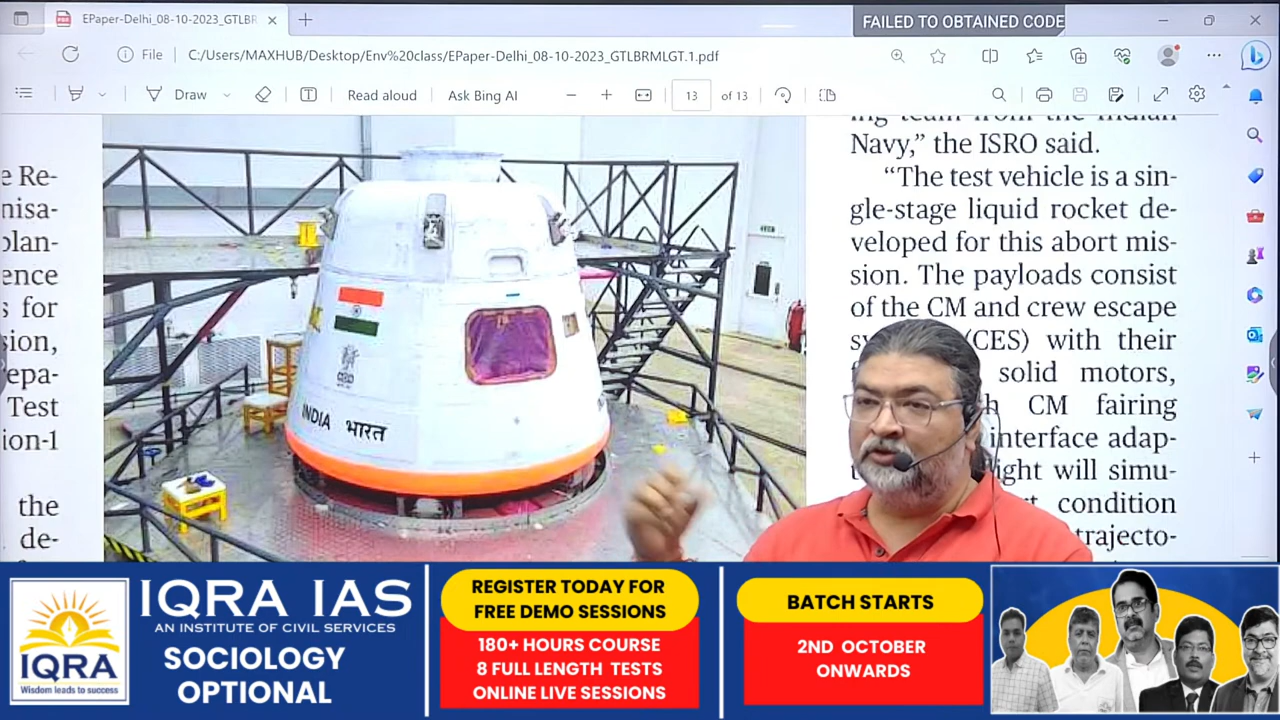 EPaper-Delhi_08-10-2023_GTLBR
FAILED TO OBTAINED CODE
File
C:/Users/MAXHUB/Desktop/Env%20class/EPaper-Delhi_08-10-2023_GTLBRMLGT.1.pdf
Draw
Read aloud
Ask Bing AI
13
of 13
e Re-
nisa-
plan-
ence
s for
sion,
epa-
Test
ion-1
the
de-
INDIA भारत
ing team from the Indian
Navy,” the ISRO said.
“The test vehicle is a sin-
gle-stage liquid rocket de-
veloped for this abort mis-
sion. The payloads consist
of the CM and crew escape
(CES) with their
solid motors,
CM fairing
interface adap-
ight will simu-
condition
trajecto-
IQRA
Wisdom leads to success
IQRA IAS
AN INSTITUTE OF CIVIL SERVICES
SOCIOLOGY
OPTIONAL
REGISTER TODAY FOR
FREE DEMO SESSIONS
180+ HOURS COURSE
8 FULL LENGTH TESTS
ONLINE LIVE SESSIONS
BATCH STARTS
2ND OCTOBER
ONWARDS